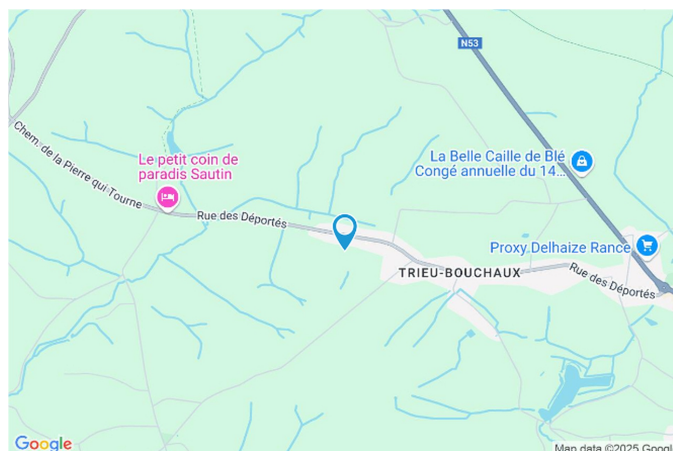 N53
Chem. de la Pierre qui Tourne
Le petit coin de
paradis Sautin
La Belle Caille de Blé
Congé annuelle du 14...
Rue des Déportés
Proxy Delhaize Rance
TRIEU-BOUCHAUX
Rue des Déportés
Google
Map data ©2025 Google